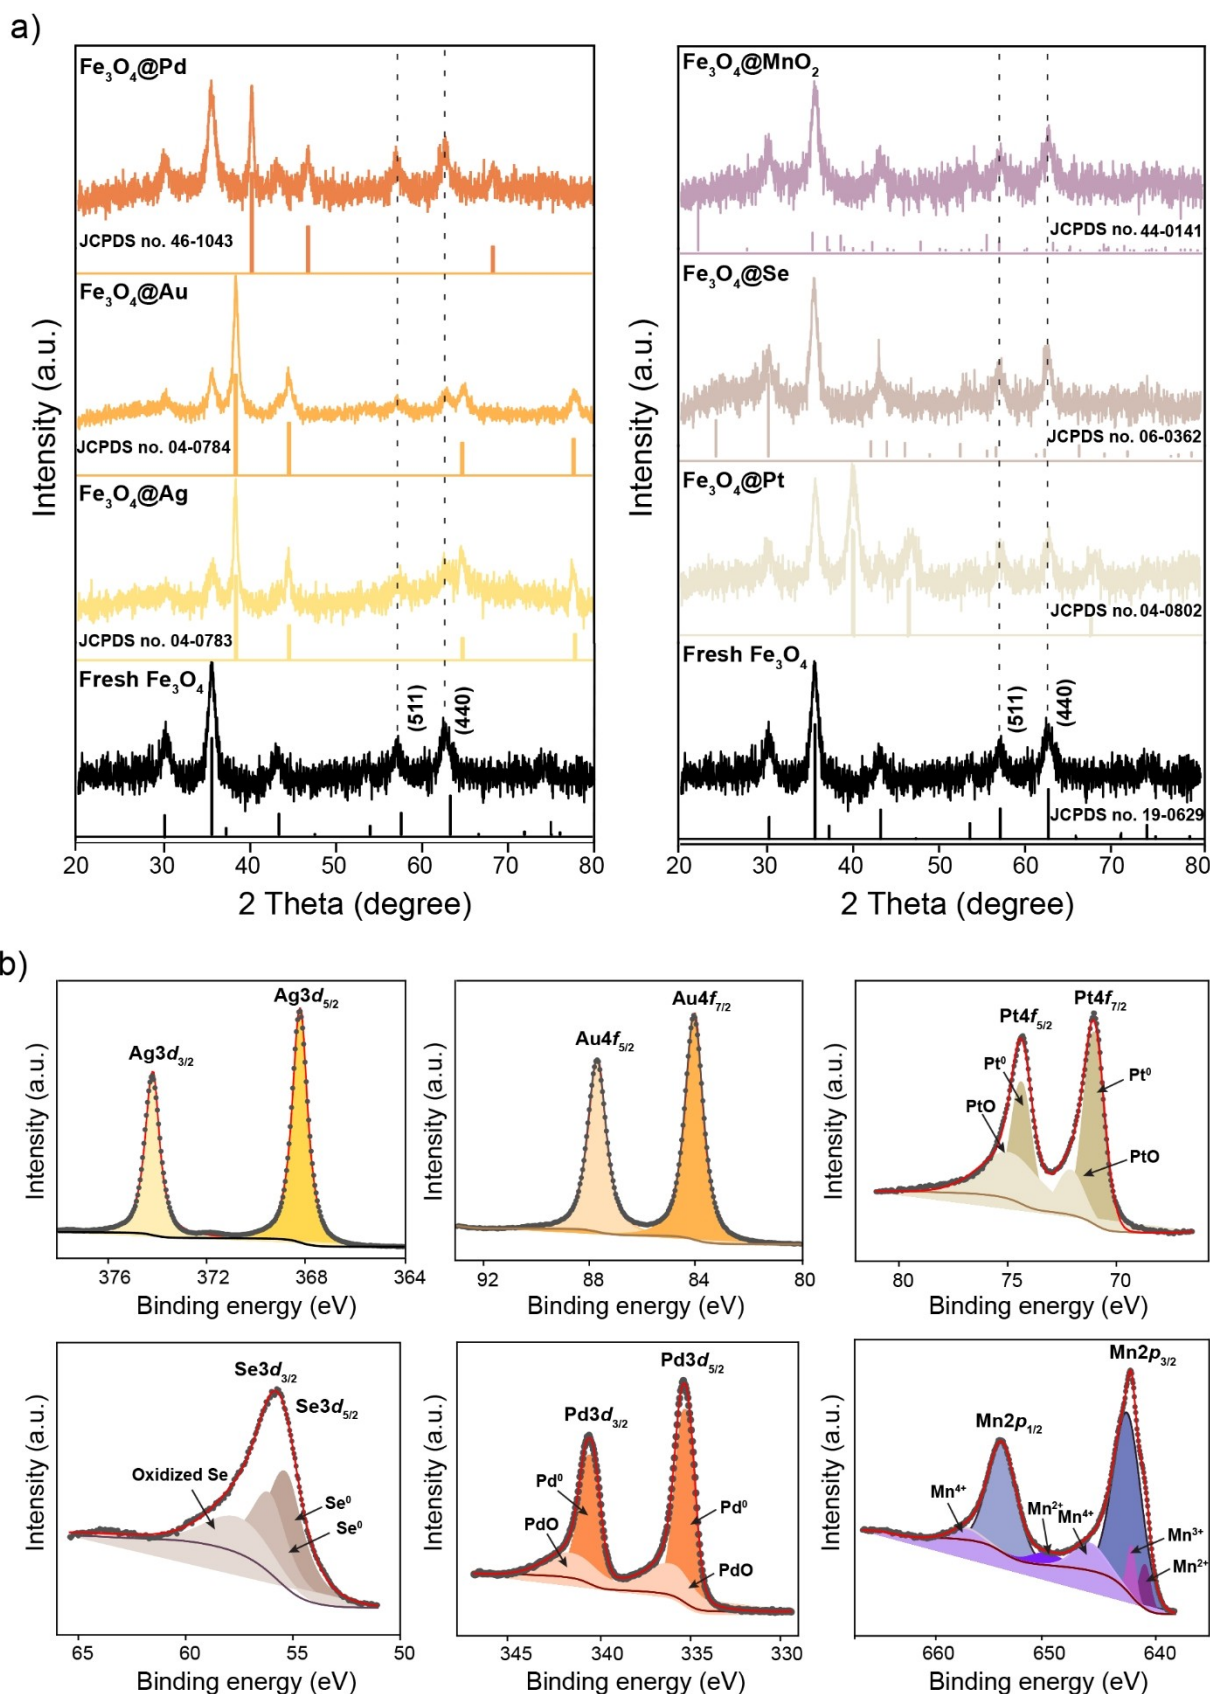 a)
Fe₃O₄@Pd
JCPDS no. 46-1043
Fe₃O₄@Au
JCPDS no. 04-0784
Fe₃O₄@Ag
JCPDS no. 04-0783
Fresh Fe₃O₄
(511)
(440)
Intensity (a.u.)
20 30 40 50 60 70 80
2 Theta (degree)
Fe₃O₄@MnO₂
JCPDS no. 44-0141
Fe₃O₄@Se
JCPDS no. 06-0362
Fe₃O₄@Pt
JCPDS no. 04-0802
Fresh Fe₃O₄
(511)
(440)
JCPDS no. 19-0629
Intensity (a.u.)
20 30 40 50 60 70 80
2 Theta (degree)
b)
Ag3d₅/₂
Ag3d₃/₂
Intensity (a.u.)
376 372 368 364
Binding energy (eV)
Au4f₇/₂
Au4f₅/₂
Intensity (a.u.)
92 88 84 80
Binding energy (eV)
Pt4f₇/₂
Pt4f₅/₂
Pt⁰
Pt⁰
PtO
PtO
Intensity (a.u.)
80 75 70
Binding energy (eV)
Se3d₃/₂
Se3d₅/₂
Oxidized Se
Se⁰
Se⁰
Intensity (a.u.)
65 60 55 50
Binding energy (eV)
Pd3d₅/₂
Pd3d₃/₂
Pd⁰
Pd⁰
PdO
PdO
Intensity (a.u.)
345 340 335 330
Binding energy (eV)
Mn2p₃/₂
Mn2p₁/₂
Mn⁴⁺
Mn²⁺
Mn⁴⁺
Mn³⁺
Mn²⁺
Intensity (a.u.)
660 650 640
Binding energy (eV)